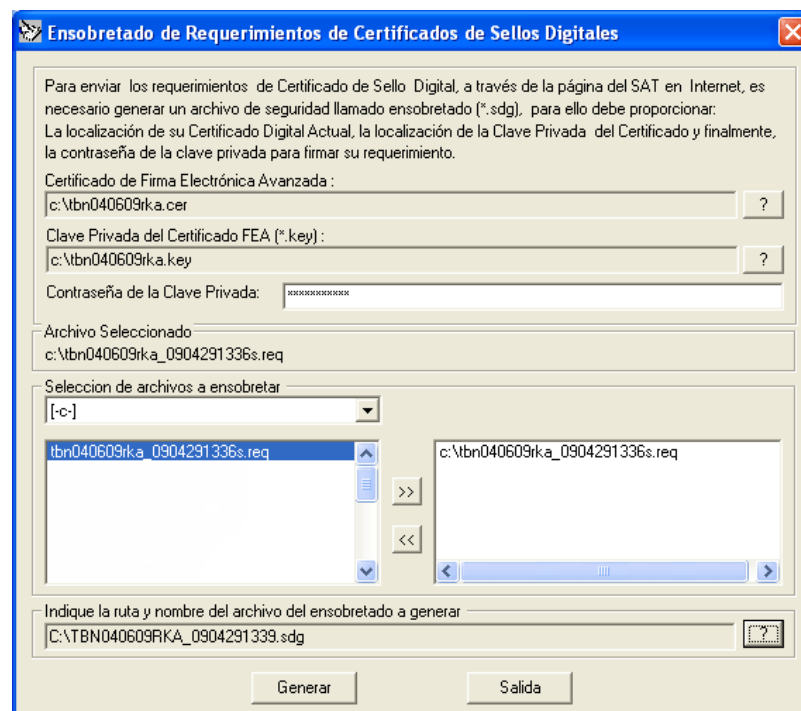 Ensobretado de Requerimientos de Certificados de Sellos Digitales
Para enviar los requerimientos de Certificado de Sello Digital, a través de la página del SAT en Internet, es
necesario generar un archivo de seguridad llamado ensobretado (*.sdg), para ello debe proporcionar:
La localización de su Certificado Digital Actual, la localización de la Clave Privada del Certificado y finalmente,
la contraseña de la clave privada para firmar su requerimiento.
Certificado de Firma Electrónica Avanzada :
c:\tbn040609rka.cer
?
Clave Privada del Certificado FEA (*.key) :
c:\tbn040609rka.key
?
Contraseña de la Clave Privada:
xxxxxxxxxxx
Archivo Seleccionado
c:\tbn040609rka_0904291336s.req
Seleccion de archivos a ensobretar
[-c-]
tbn040609rka_0904291336s.req
>>
<<
c:\tbn040609rka_0904291336s.req
Indique la ruta y nombre del archivo del ensobretado a generar
C:\TBN040609RKA_0904291339.sdg
?
Generar
Salida